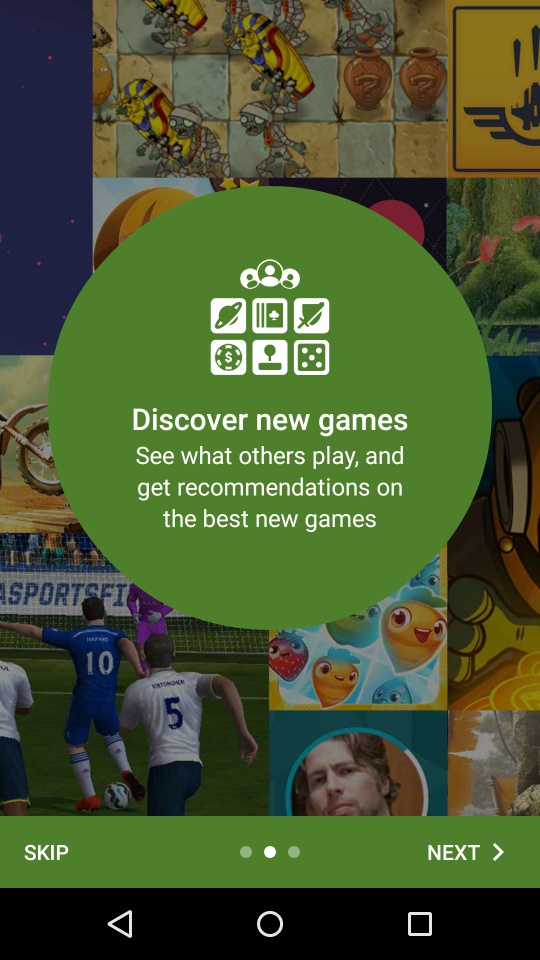 Discover new games
See what others play, and
get recommendations on
the best new games
ASPORTSFI
HAZARD
10
5
SKIP
NEXT